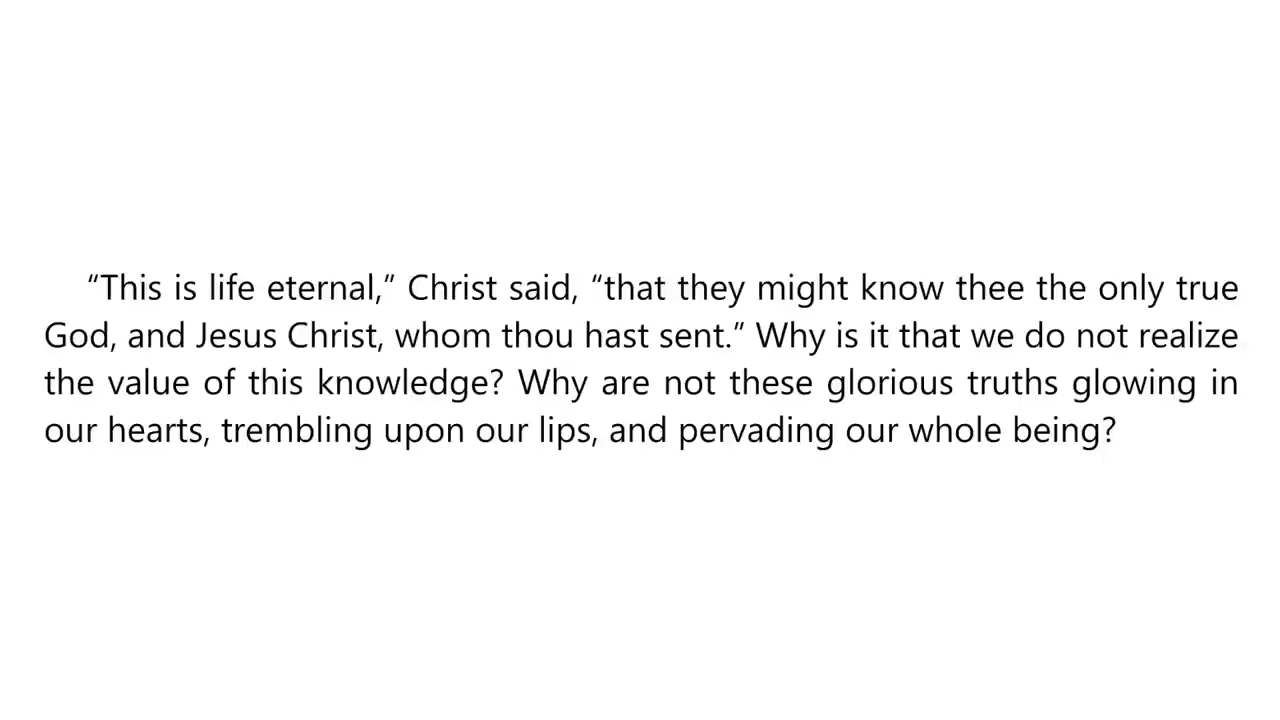 “This is life eternal,” Christ said, “that they might know thee the only true
God, and Jesus Christ, whom thou hast sent.” Why is it that we do not realize
the value of this knowledge? Why are not these glorious truths glowing in
our hearts, trembling upon our lips, and pervading our whole being?